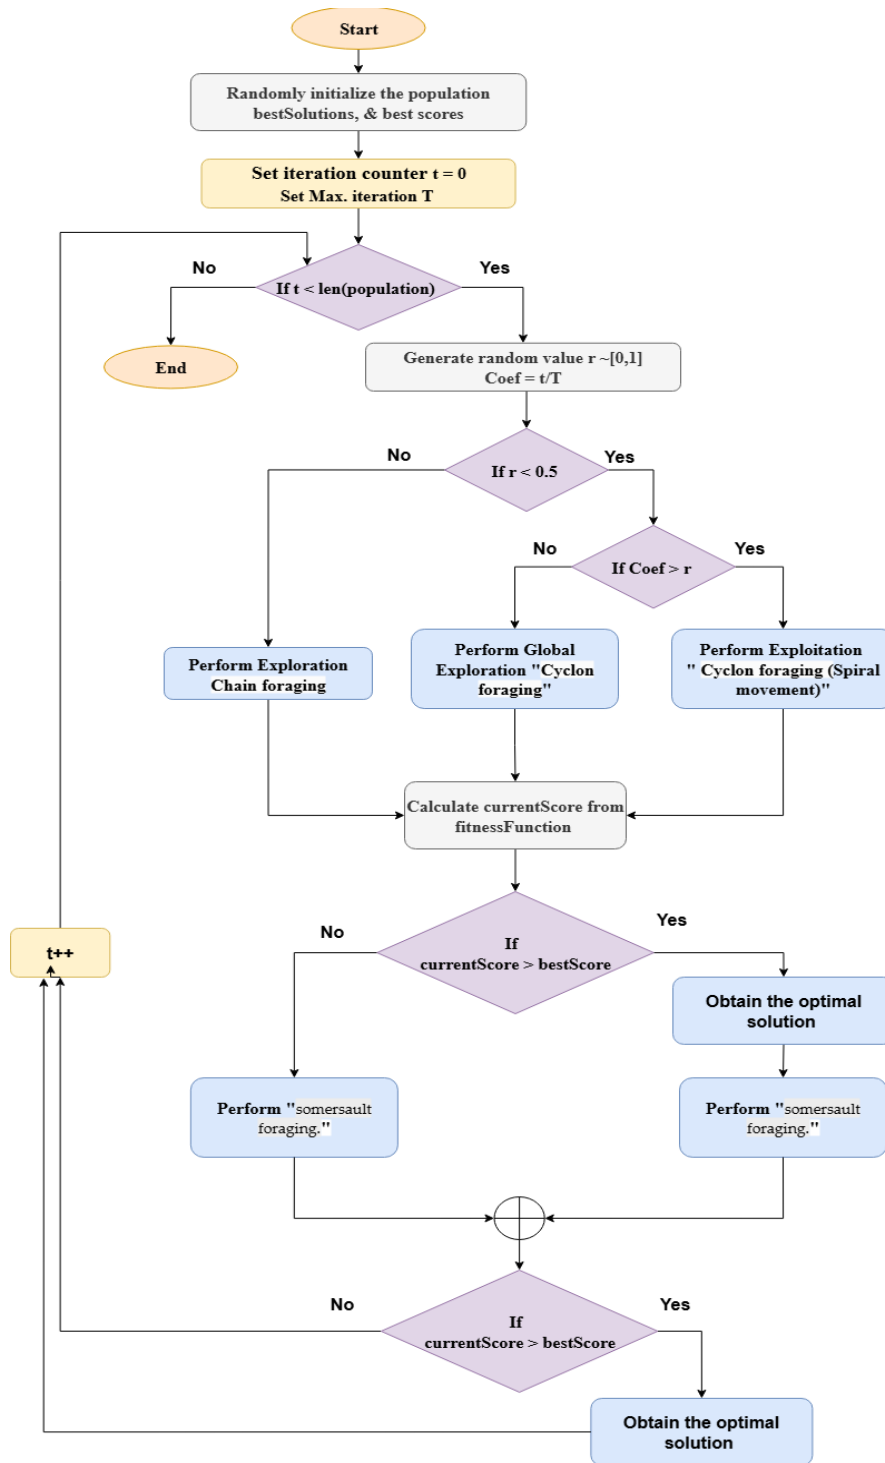 Start
Randomly initialize the population
bestSolutions, & best scores
Set iteration counter t = 0
Set Max. iteration T
No
Yes
If t < len(population)
End
Generate random value r ~[0,1]
Coef = t/T
No
Yes
If r < 0.5
No
Yes
If Coef > r
Perform Exploration
Chain foraging
Perform Global
Exploration "Cyclon
foraging"
Perform Exploitation
" Cyclon foraging (Spiral
movement)"
Calculate currentScore from
fitnessFunction
No
Yes
If
currentScore > bestScore
t++
Obtain the optimal
solution
Perform "somersault
foraging."
Perform "somersault
foraging."
No
Yes
If
currentScore > bestScore
Obtain the optimal
solution